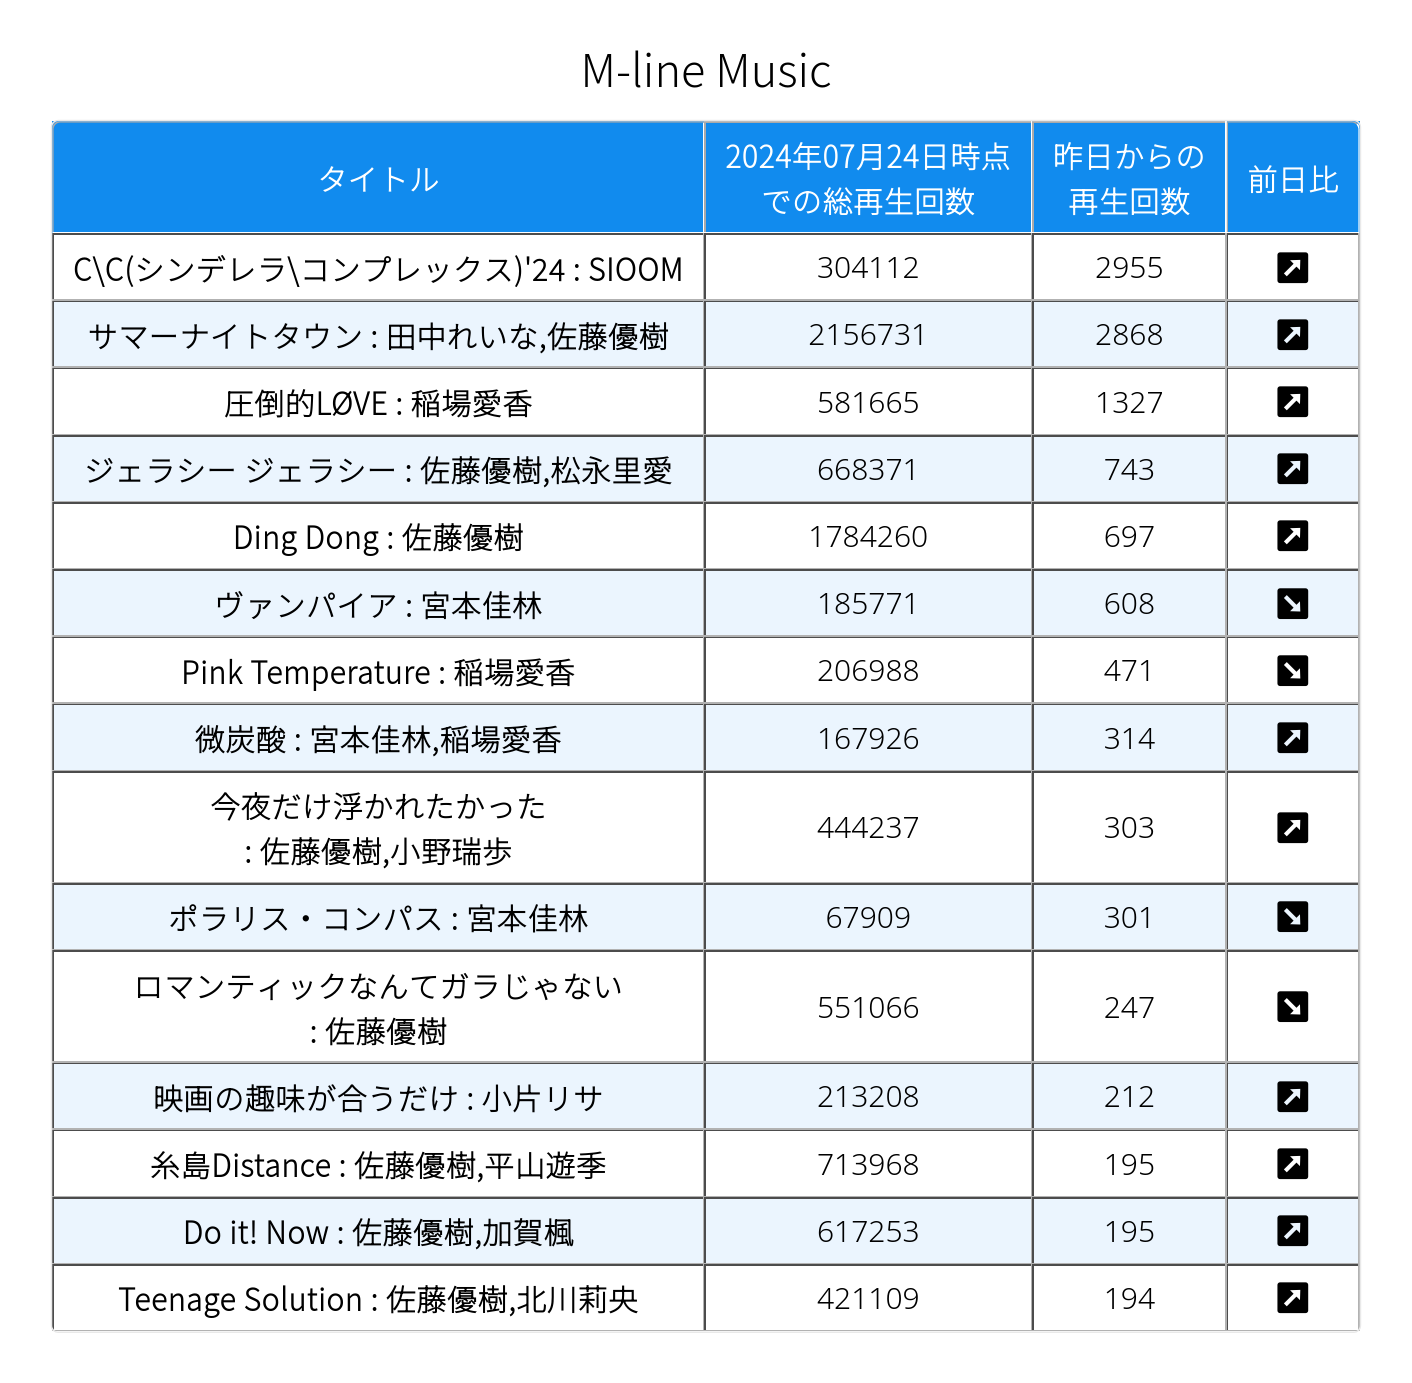 M-line Music
タイトル
2024年07月24日時点
での総再生回数
昨日からの
再生回数
前日比
C\C(シンデレラ\コンプレックス)'24 : SIOOM 304112 2955
サマーナイトタウン : 田中れいな,佐藤優樹 2156731 2868
圧倒的LØVE : 稲場愛香 581665 1327
ジェラシー ジェラシー : 佐藤優樹,松永里愛 668371 743
Ding Dong : 佐藤優樹 1784260 697
ヴァンパイア : 宮本佳林 185771 608
Pink Temperature : 稲場愛香 206988 471
微炭酸 : 宮本佳林,稲場愛香 167926 314
今夜だけ浮かれたかった
: 佐藤優樹,小野瑞歩 444237 303
ポラリス・コンパス : 宮本佳林 67909 301
ロマンティックなんてガラじゃない
: 佐藤優樹 551066 247
映画の趣味が合うだけ : 小片リサ 213208 212
糸島Distance : 佐藤優樹,平山遊季 713968 195
Do it! Now : 佐藤優樹,加賀楓 617253 195
Teenage Solution : 佐藤優樹,北川莉央 421109 194